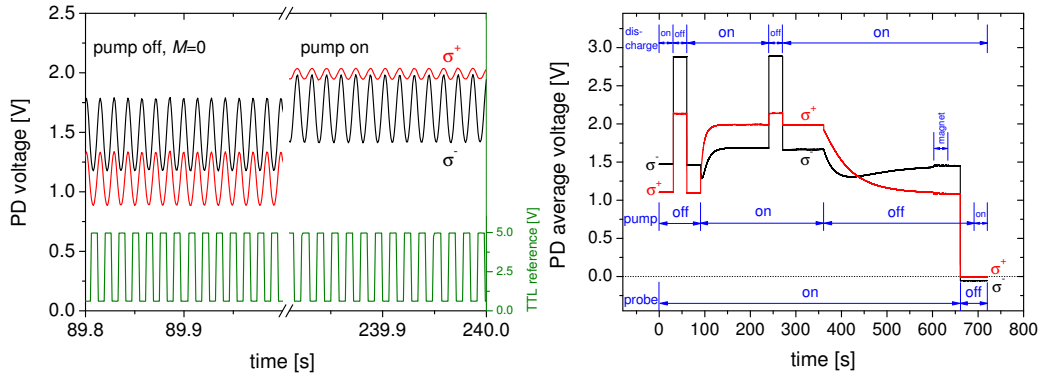 pump off, M=0
pump on
σ+
σ-
PD voltage [V]
2.5
2.0
1.5
1.0
0.5
0.0
TTL reference [V]
5.0
2.5
0.0
89.8
89.9
239.9
240.0
time [s]
dis-
charge
on
off
on
off
on
PD average voltage [V]
3.0
2.5
2.0
1.5
1.0
0.5
0.0
σ+
σ-
σ-
σ+
magnet
pump
off
on
off
on
σ+
σ-
probe
on
off
0
100
200
300
400
500
600
700
800
time [s]